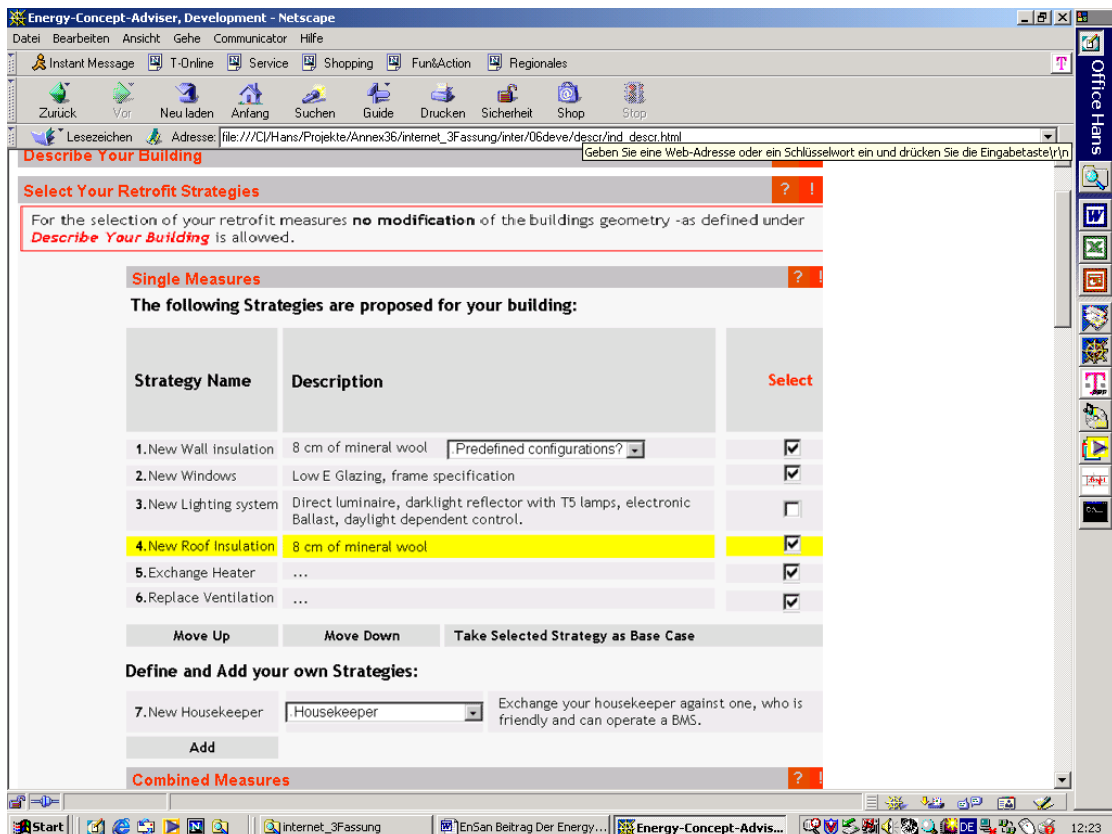 Energy-Concept-Adviser, Development - Netscape
Datei Bearbeiten Ansicht Gehe Communicator Hilfe
Instant Message T-Online Service Shopping Fun&Action Regionales
Zurück Vor Neu laden Anfang Suchen Guide Drucken Sicherheit Shop Stop
Lesezeichen Adresse: file:///C|/Hans/Projekte/Annex36/internet_3Fassung/inter/06deve/descr/ind_descr.html
Geben Sie eine Web-Adresse oder ein Schlüsselwort ein und drücken Sie die Eingabetaste\r\n
Office Hans
Describe Your Building
Select Your Retrofit Strategies ? !
For the selection of your retrofit measures no modification of the buildings geometry -as defined under
Describe Your Building is allowed.
Single Measures ? !
The following Strategies are proposed for your building:
Strategy Name Description Select
1.New Wall insulation 8 cm of mineral wool .Predefined configurations?
2.New Windows Low E Glazing, frame specification
3.New Lighting system Direct luminaire, darklight reflector with T5 lamps, electronic
Ballast, daylight dependent control.
4.New Roof Insulation 8 cm of mineral wool
5.Exchange Heater ...
6.Replace Ventilation ...
Move Up Move Down Take Selected Strategy as Base Case
Define and Add your own Strategies:
7.New Housekeeper .Housekeeper Exchange your housekeeper against one, who is
friendly and can operate a BMS.
Add
Combined Measures ? !
Start internet_3Fassung EnSan Beitrag Der Energy... Energy-Concept-Advis... DE 12:23